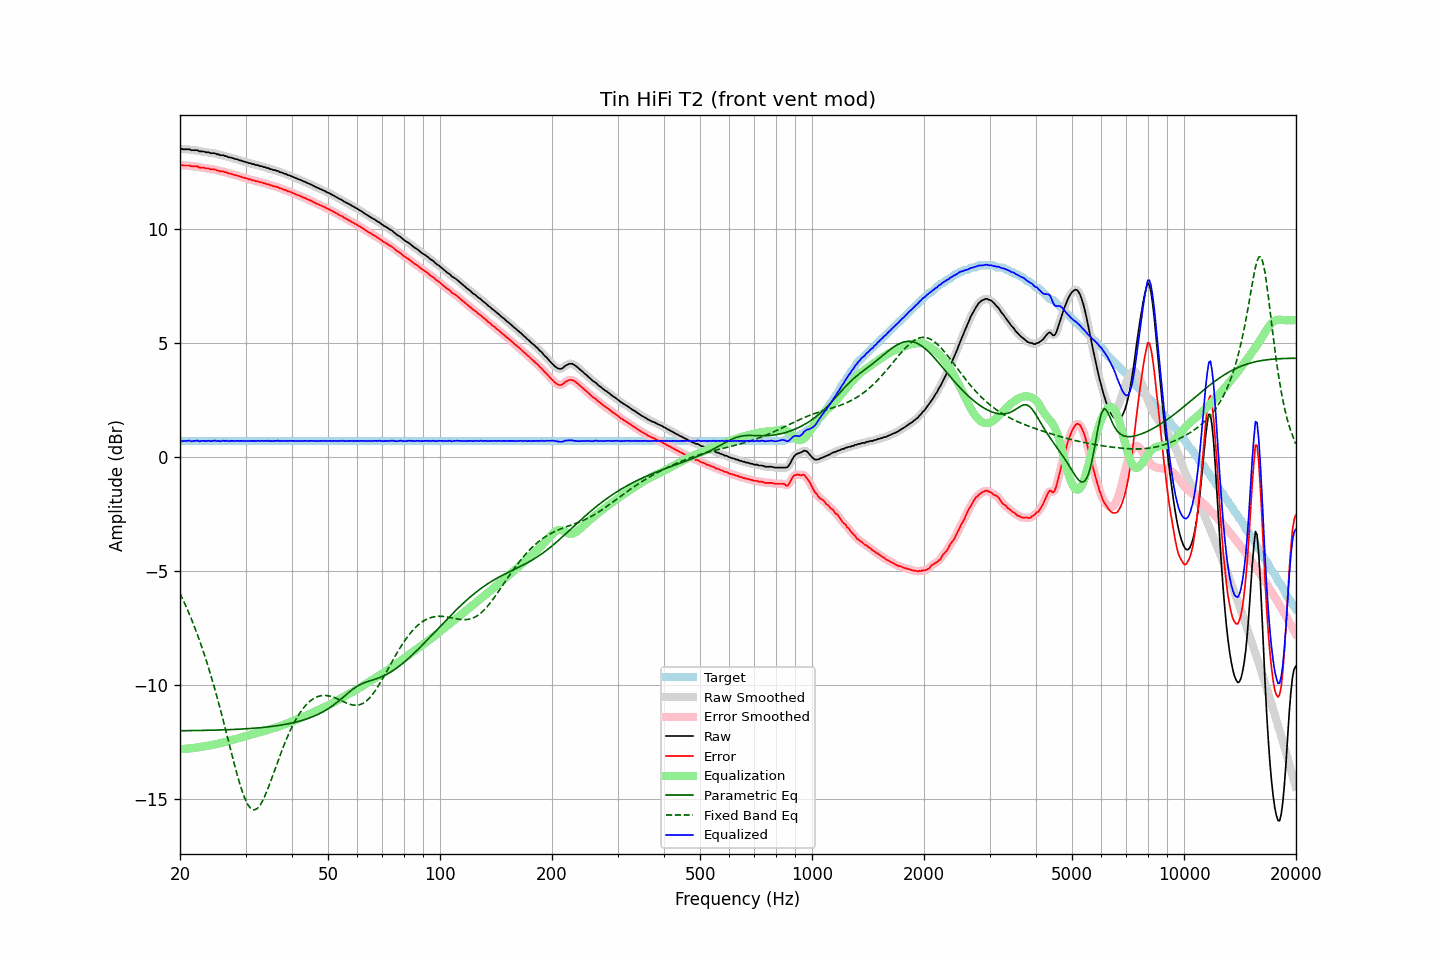 Tin HiFi T2 (front vent mod)
Amplitude (dBr)
10
5
0
−5
−10
−15
Target
Raw Smoothed
Error Smoothed
Raw
Error
Equalization
Parametric Eq
Fixed Band Eq
Equalized
20 50 100 200 500 1000 2000 5000 10000 20000
Frequency (Hz)